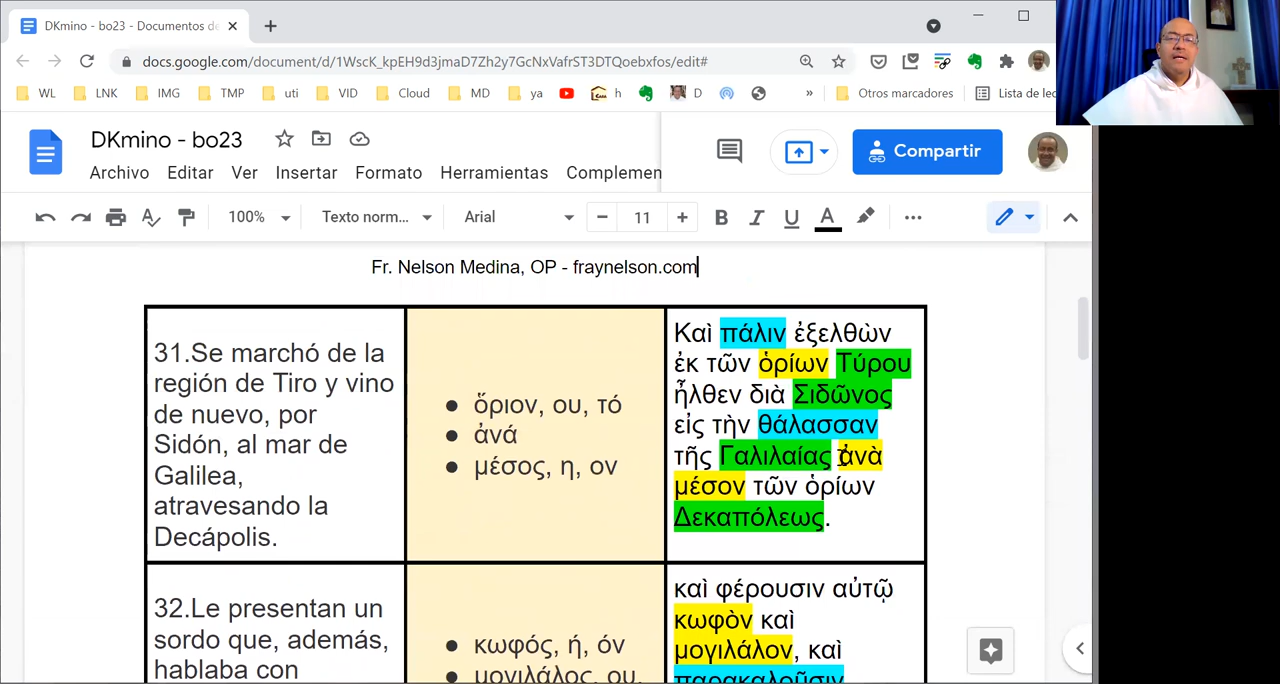 DKmino - bo23 - Documentos de
docs.google.com/document/d/1WscK_kpEH9d3jmaD7Zh2y7GcNxVafrST3DTQoebxfos/edit#
WL LNK IMG TMP uti VID Cloud MD ya h D » Otros marcadores Lista de lec
DKmino - bo23
Compartir
Archivo Editar Ver Insertar Formato Herramientas Complemen
100% Texto norm... Arial − 11 + B I U A
Fr. Nelson Medina, OP - fraynelson.com
31.Se marchó de la
región de Tiro y vino
de nuevo, por
Sidón, al mar de
Galilea,
atravesando la
Decápolis.
● ὅριον, ου, τό
● ἀνά
● μέσος, η, ον
Καὶ πάλιν ἐξελθὼν
ἐκ τῶν ὁρίων Τύρου
ἦλθεν διὰ Σιδῶνος
εἰς τὴν θάλασσαν
τῆς Γαλιλαίας ἀνὰ
μέσον τῶν ὁρίων
Δεκαπόλεως.
32.Le presentan un
sordo que, además,
hablaba con
● κωφός, ή, όν
● μογιλάλος, ου,
καὶ φέρουσιν αὐτῷ
κωφὸν καὶ
μογιλάλον, καὶ
παρακαλοῦσιν